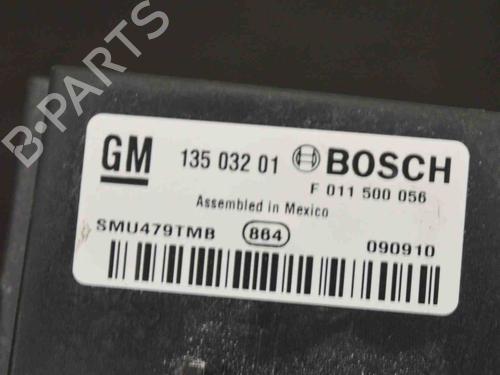 B-PARTS
GM 135 032 01 BOSCH
F 011 500 056
Assembled in Mexico
SMU479TMB 864 090910